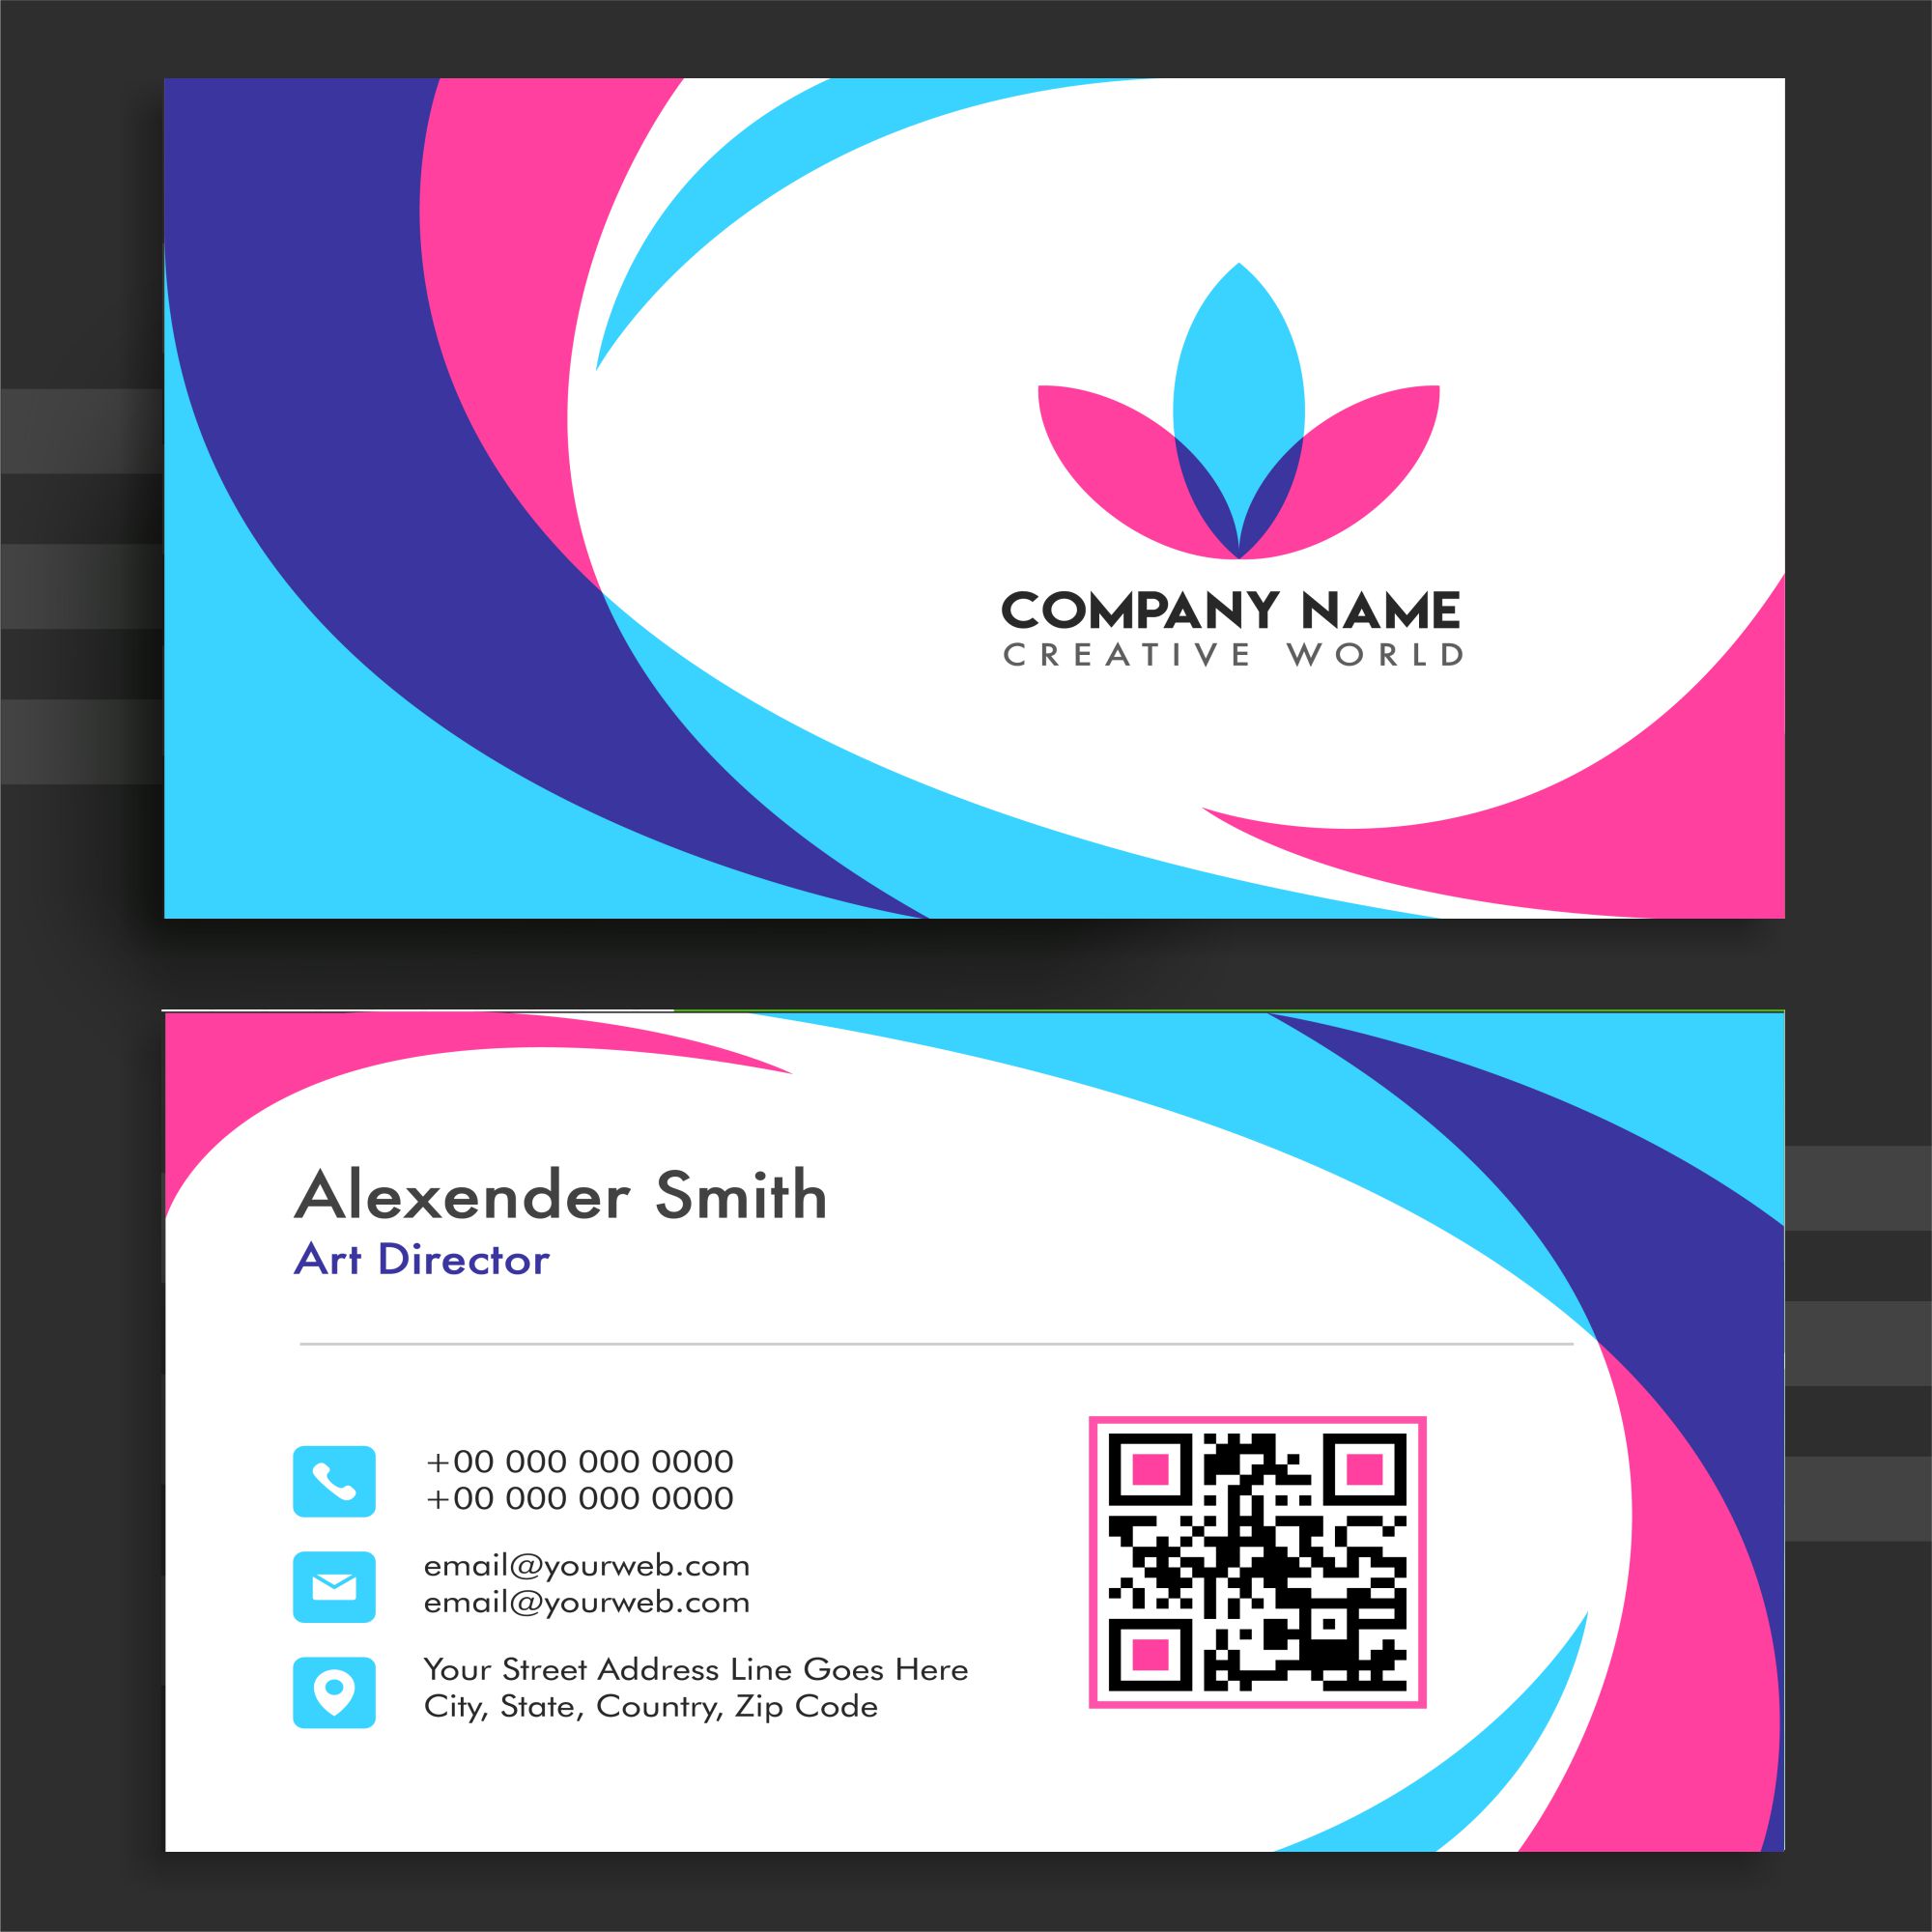 COMPANY NAME
CREATIVE WORLD
Alexender Smith
Art Director
+00 000 000 0000
+00 000 000 0000
email@yourweb.com
email@yourweb.com
Your Street Address Line Goes Here
City, State, Country, Zip Code